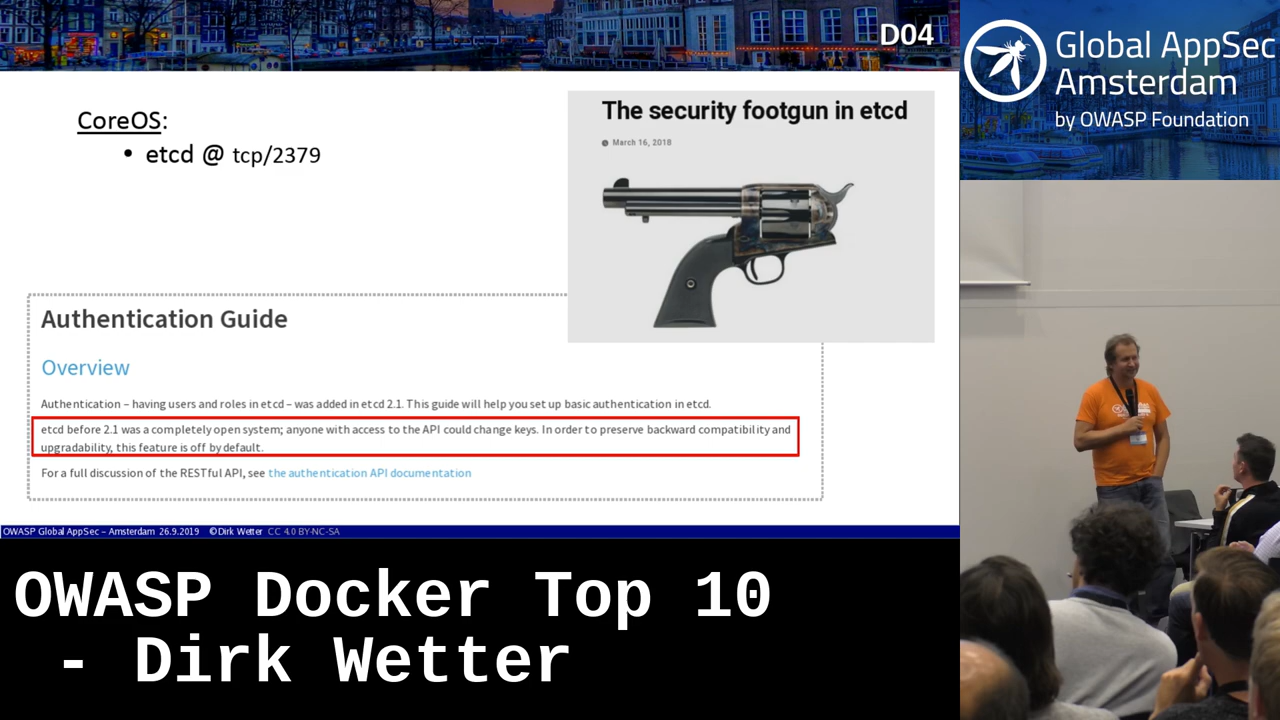 D04
CoreOS:
• etcd @ tcp/2379
The security footgun in etcd
March 16, 2018
Authentication Guide
Overview
Authentication – having users and roles in etcd – was added in etcd 2.1. This guide will help you set up basic authentication in etcd.
etcd before 2.1 was a completely open system; anyone with access to the API could change keys. In order to preserve backward compatibility and
upgradability, this feature is off by default.
For a full discussion of the RESTful API, see the authentication API documentation
OWASP Global AppSec – Amsterdam 26.9.2019 ©Dirk Wetter CC 4.0 BY-NC-SA
OWASP Docker Top 10
- Dirk Wetter
Global AppSec
Amsterdam
by OWASP Foundation